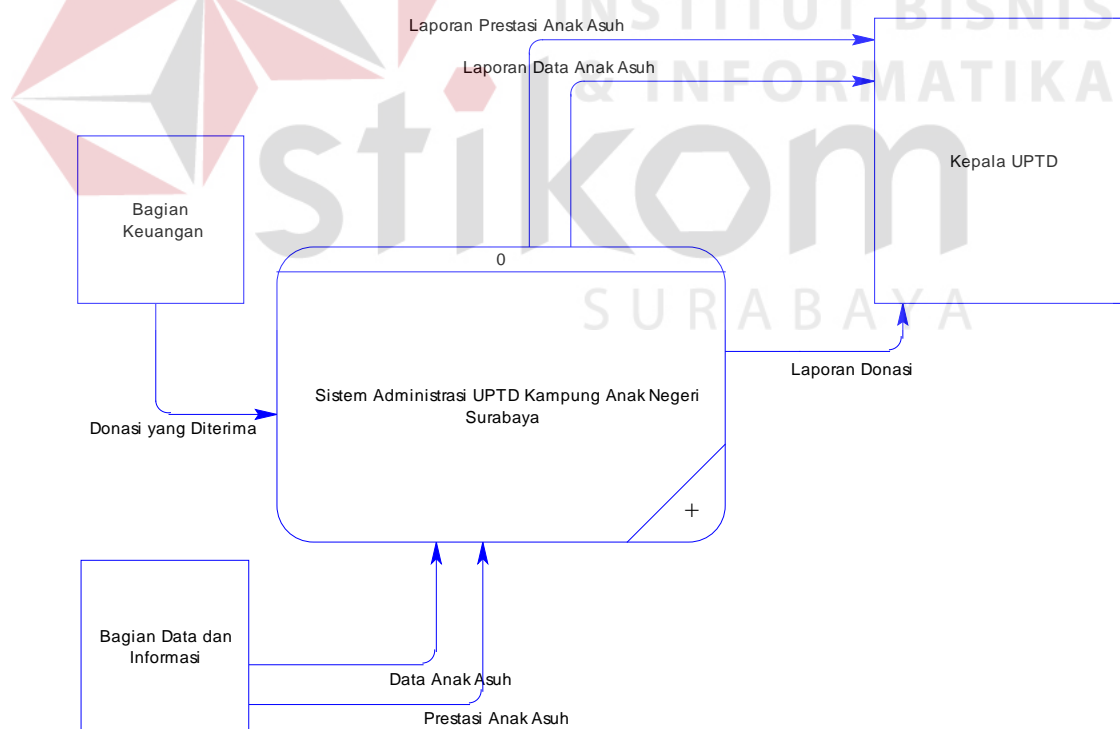 INSTITUT BISNIS
& INFORMATIKA
stikom
SURABAYA
Laporan Prestasi Anak Asuh
Laporan Data Anak Asuh
Kepala UPTD
Bagian
Keuangan
0
Sistem Administrasi UPTD Kampung Anak Negeri
Surabaya
+
Laporan Donasi
Donasi yang Diterima
Bagian Data dan
Informasi
Data Anak Asuh
Prestasi Anak Asuh